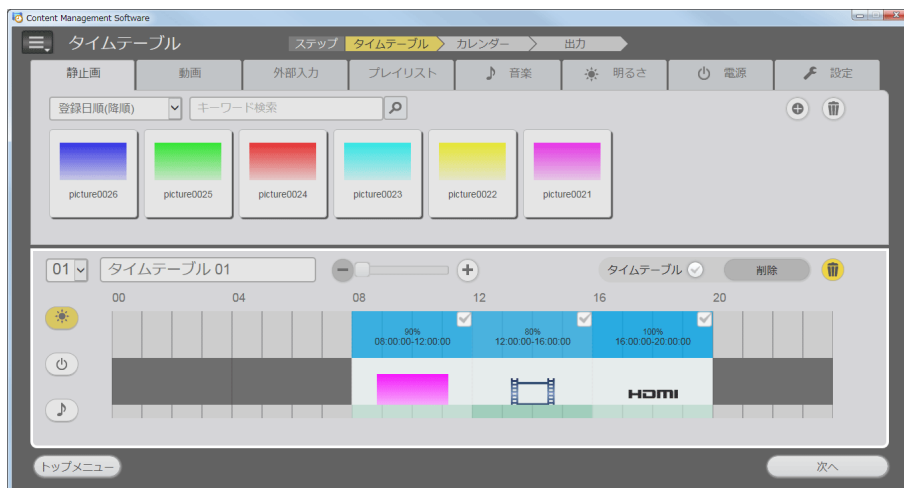 Content Management Software
タイムテーブル
ステップ タイムテーブル カレンダー 出力
静止画 動画 外部入力 プレイリスト 音楽 明るさ 電源 設定
登録日順(降順) キーワード検索
picture0026 picture0025 picture0024 picture0023 picture0022 picture0021
01 タイムテーブル 01 タイムテーブル 削除
00 04 08 12 16 20
90% 80% 100%
08:00:00-12:00:00 12:00:00-16:00:00 16:00:00-20:00:00
HDMI
トップメニュー 次へ